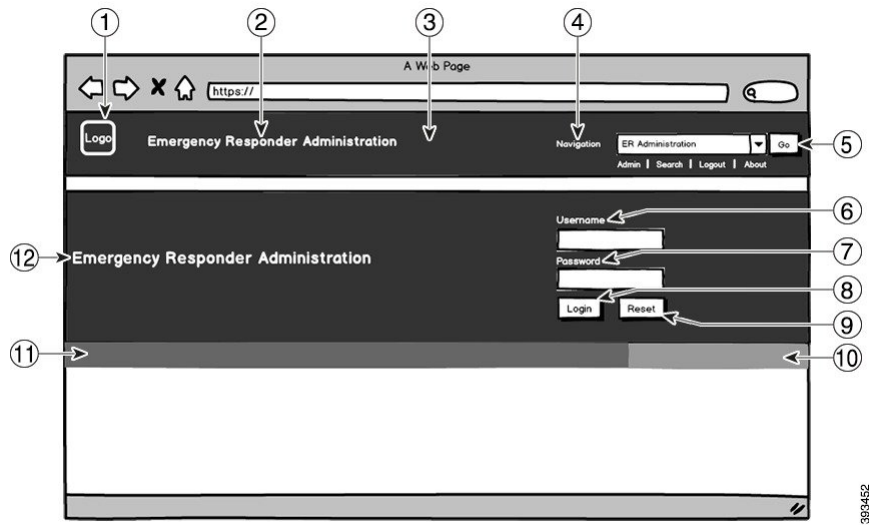 1 2 3 4
A Web Page
https://
Logo
Emergency Responder Administration
Navigation
ER Administration
Go
5
Admin | Search | Logout | About
Username
6
12
Emergency Responder Administration
7
Password
8
Login Reset
9
11
10
393452